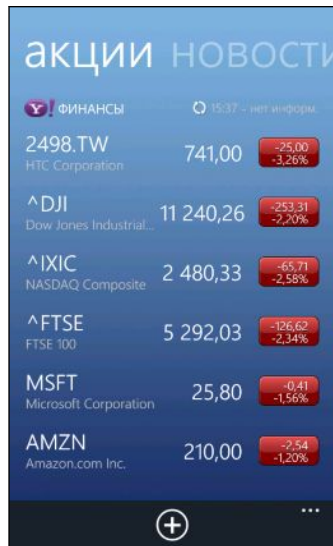 акции новости
Y! ФИНАНСЫ 15:37 - нет информ.
2498.TW 741,00 -25,00
HTC Corporation -3,26%
^DJI 11 240,26 -253,31
Dow Jones Industrial... -2,20%
^IXIC 2 480,33 -65,71
NASDAQ Composite -2,58%
^FTSE 5 292,03 -126,62
FTSE 100 -2,34%
MSFT 25,80 -0,41
Microsoft Corporation -1,56%
AMZN 210,00 -2,54
Amazon.com Inc. -1,20%